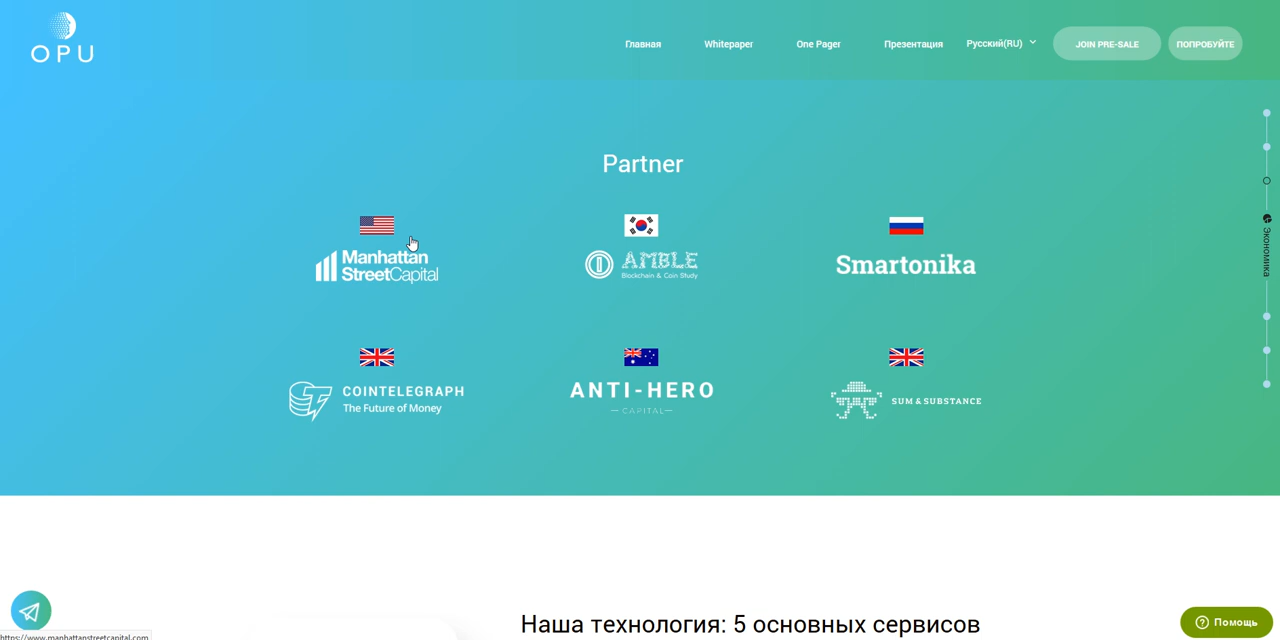 OPU
Главная
Whitepaper
One Pager
Презентация
Русский(RU)
JOIN PRE-SALE
ПОПРОБУЙТЕ
Partner
Manhattan
StreetCapital
AMBLE
Blockchain & Coin Study
Smartonika
Экономика
COINTELEGRAPH
The Future of Money
ANTI-HERO
CAPITAL
SUM & SUBSTANCE
Наша технология: 5 основных сервисов
Помощь
https://www.manhattanstreetcapital.com